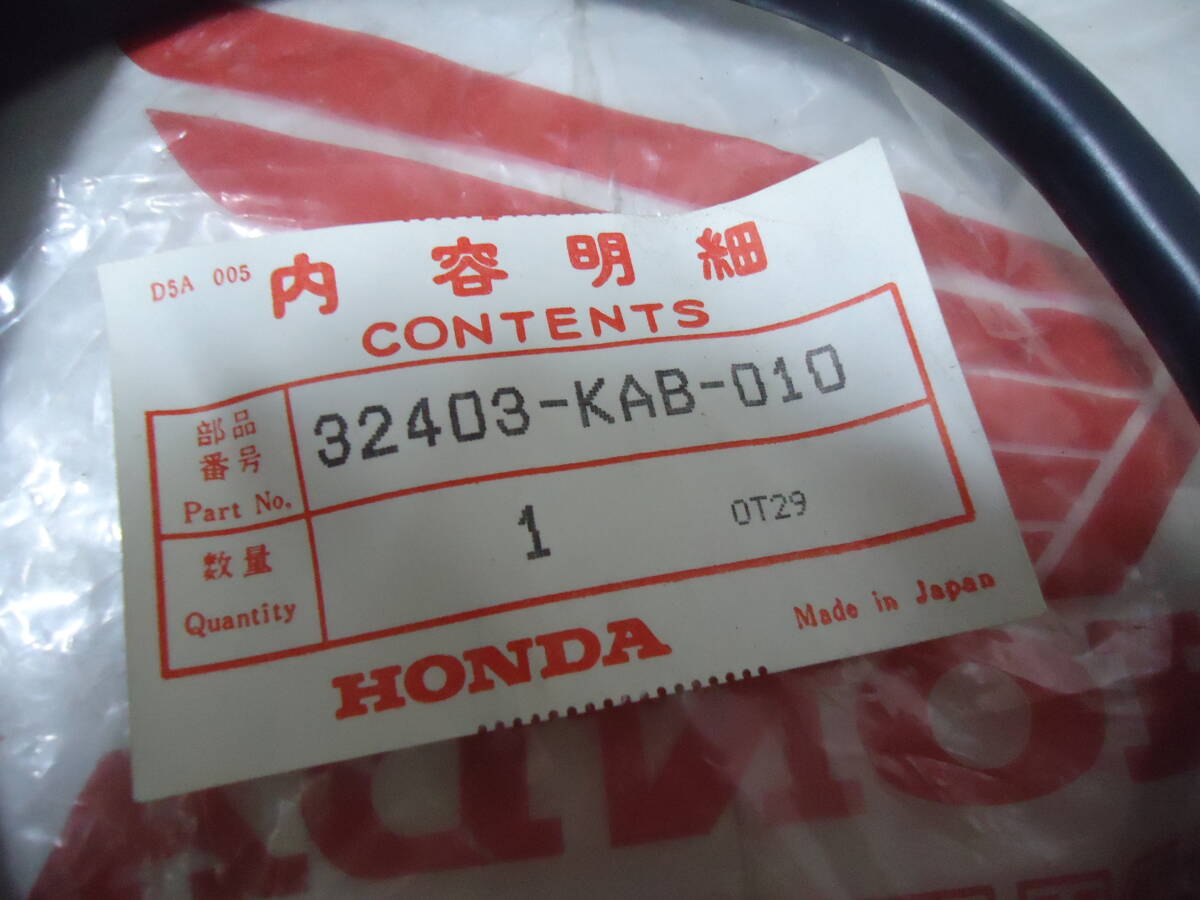 D5A 005
内容明細
CONTENTS
部品
番号
Part No.
32403-KAB-010
数量
Quantity
1
0T29
HONDA
Made in Japan
HONDA